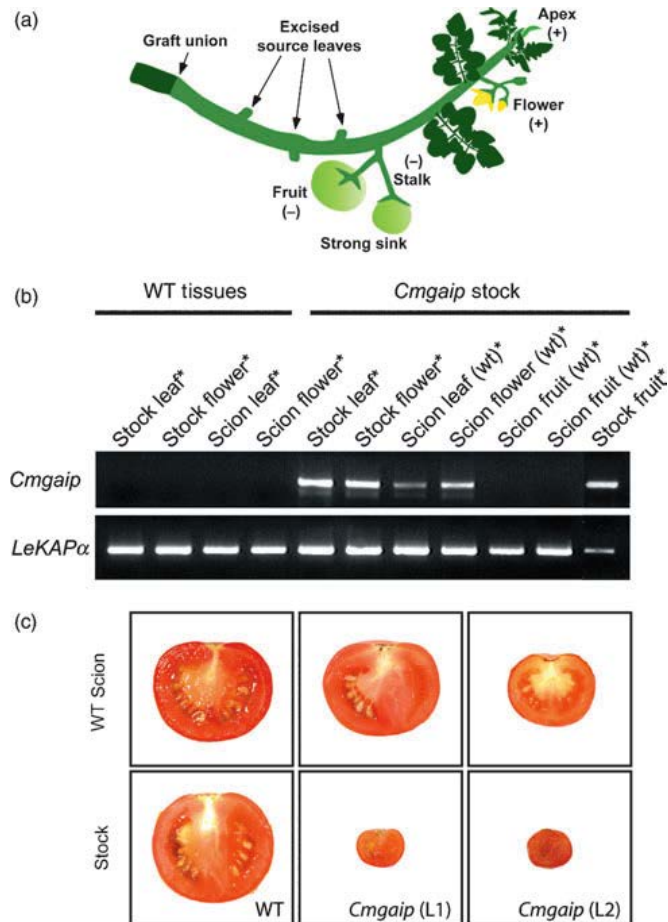 (a)
Graft union
Excised
source leaves
Apex
(+)
Flower
(+)
(–)
Stalk
Fruit
(–)
Strong sink
(b)
WT tissues
Cmgaip stock
Stock leaf*
Stock flower*
Scion leaf*
Scion flower*
Stock leaf*
Stock flower*
Scion leaf (wt)*
Scion flower (wt)*
Scion fruit (wt)*
Scion fruit (wt)*
Stock fruit*
Cmgaip
LeKAPα
(c)
WT Scion
Stock
WT
Cmgaip (L1)
Cmgaip (L2)